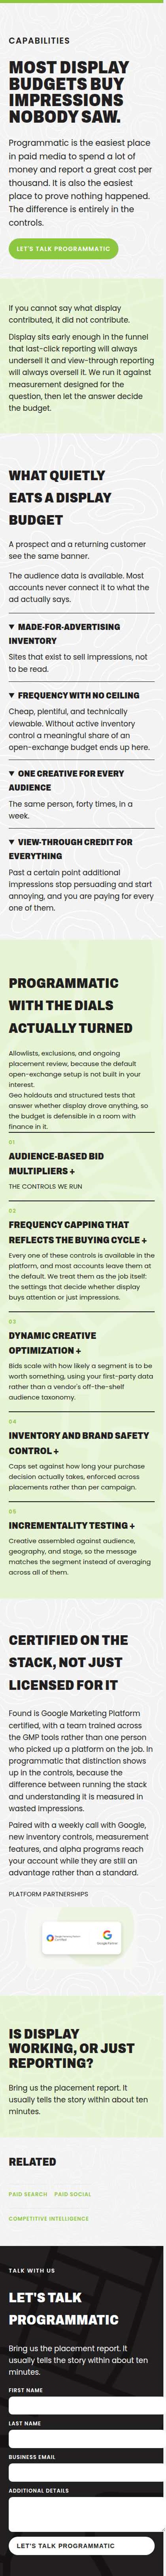 CAPABILITIES
MOST DISPLAY
BUDGETS BUY
IMPRESSIONS
NOBODY SAW.
Programmatic is the easiest place
in paid media to spend a lot of
money and report a great cost per
thousand. It is also the easiest
place to prove nothing happened.
The difference is entirely in the
controls.
LET'S TALK PROGRAMMATIC
If you cannot say what display
contributed, it did not contribute.
Display sits early enough in the funnel
that last-click reporting will always
undersell it and view-through reporting
will always oversell it. We run it against
measurement designed for the
question, then let the answer decide
the budget.
WHAT QUIETLY
EATS A DISPLAY
BUDGET
A prospect and a returning customer
see the same banner.
The audience data is available. Most
accounts never connect it to what the
ad actually says.
▼ MADE-FOR-ADVERTISING
INVENTORY
Sites that exist to sell impressions, not
to be read.
▼ FREQUENCY WITH NO CEILING
Cheap, plentiful, and technically
viewable. Without active inventory
control a meaningful share of an
open-exchange budget ends up here.
▼ ONE CREATIVE FOR EVERY
AUDIENCE
The same person, forty times, in a
week.
▼ VIEW-THROUGH CREDIT FOR
EVERYTHING
Past a certain point additional
impressions stop persuading and start
annoying, and you are paying for every
one of them.
PROGRAMMATIC
WITH THE DIALS
ACTUALLY TURNED
Allowlists, exclusions, and ongoing
placement review, because the default
open-exchange setup is not built in your
interest.
Geo holdouts and structured tests that
answer whether display drove anything, so
the budget is defensible in a room with
finance in it.
01
AUDIENCE-BASED BID
MULTIPLIERS +
THE CONTROLS WE RUN
02
FREQUENCY CAPPING THAT
REFLECTS THE BUYING CYCLE +
Every one of these controls is available in the
platform, and most accounts leave them at
the default. We treat them as the job itself:
the settings that decide whether display
buys attention or just impressions.
03
DYNAMIC CREATIVE
OPTIMIZATION +
Bids scale with how likely a segment is to be
worth something, using your first-party data
rather than a vendor's off-the-shelf
audience taxonomy.
04
INVENTORY AND BRAND SAFETY
CONTROL +
Caps set against how long your purchase
decision actually takes, enforced across
placements rather than per campaign.
05
INCREMENTALITY TESTING +
Creative assembled against audience,
geography, and stage, so the message
matches the segment instead of averaging
across all of them.
CERTIFIED ON THE
STACK, NOT JUST
LICENSED FOR IT
Found is Google Marketing Platform
certified, with a team trained across
the GMP tools rather than one person
who picked up a platform on the job. In
programmatic that distinction shows
up in the controls, because the
difference between running the stack
and understanding it is measured in
wasted impressions.
Paired with a weekly call with Google,
new inventory controls, measurement
features, and alpha programs reach
your account while they are still an
advantage rather than a standard.
PLATFORM PARTNERSHIPS
Google Partner
IS DISPLAY
WORKING, OR JUST
REPORTING?
Bring us the placement report. It
usually tells the story within about ten
minutes.
RELATED
PAID SEARCH PAID SOCIAL
COMPETITIVE INTELLIGENCE
TALK WITH US
LET'S TALK
PROGRAMMATIC
Bring us the placement report. It
usually tells the story within about ten
minutes.
FIRST NAME
LAST NAME
BUSINESS EMAIL
ADDITIONAL DETAILS
LET'S TALK PROGRAMMATIC